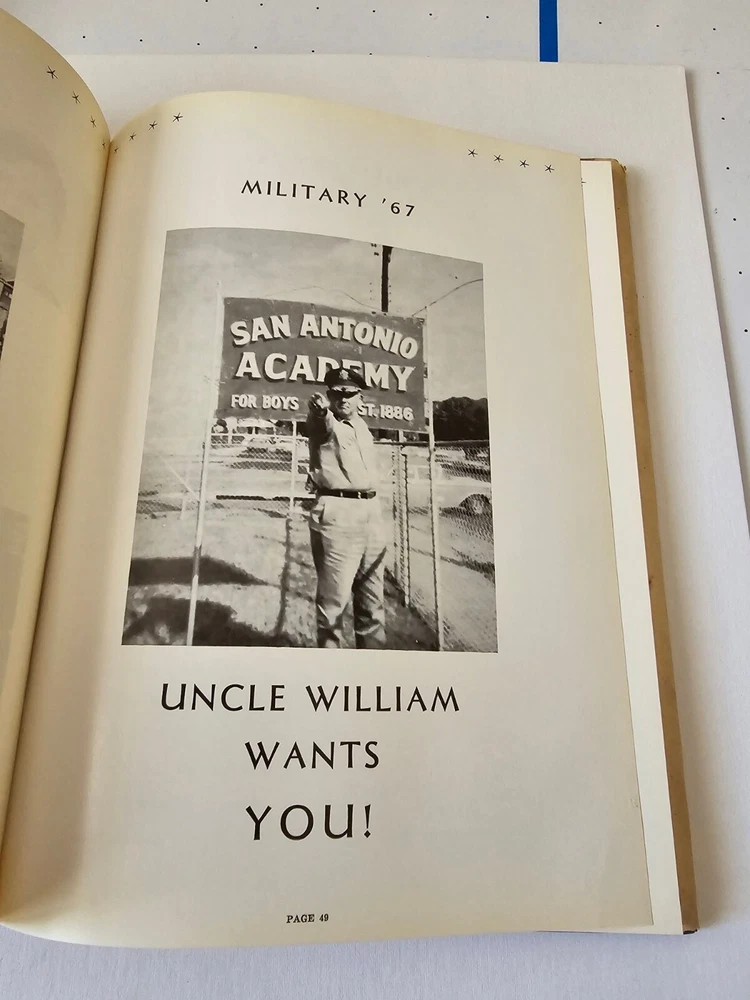 MILITARY '67
SAN ANTONIO
ACADEMY
FOR BOYS EST. 1886
UNCLE WILLIAM
WANTS
YOU!
PAGE 49